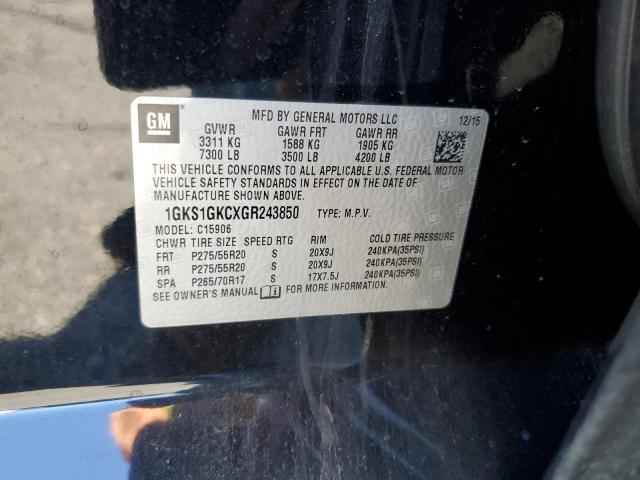 GM
MFD BY GENERAL MOTORS LLC
12/15
GVWR GAWR FRT GAWR RR
3311 KG 1588 KG 1905 KG
7300 LB 3500 LB 4200 LB
THIS VEHICLE CONFORMS TO ALL APPLICABLE U.S. FEDERAL MOTOR
VEHICLE SAFETY STANDARDS IN EFFECT ON THE DATE OF
MANUFACTURE SHOWN ABOVE.
1GKS1GKCXGR243850 TYPE: M.P.V.
MODEL: C15906
CHWR TIRE SIZE SPEED RTG RIM COLD TIRE PRESSURE
FRT P275/55R20 S 20X9J 240KPA(35PSI)
RR P275/55R20 S 20X9J 240KPA(35PSI)
SPA P265/70R17 S 17X7.5J 240KPA(35PSI)
SEE OWNER'S MANUAL FOR ADDITIONAL INFORMATION.